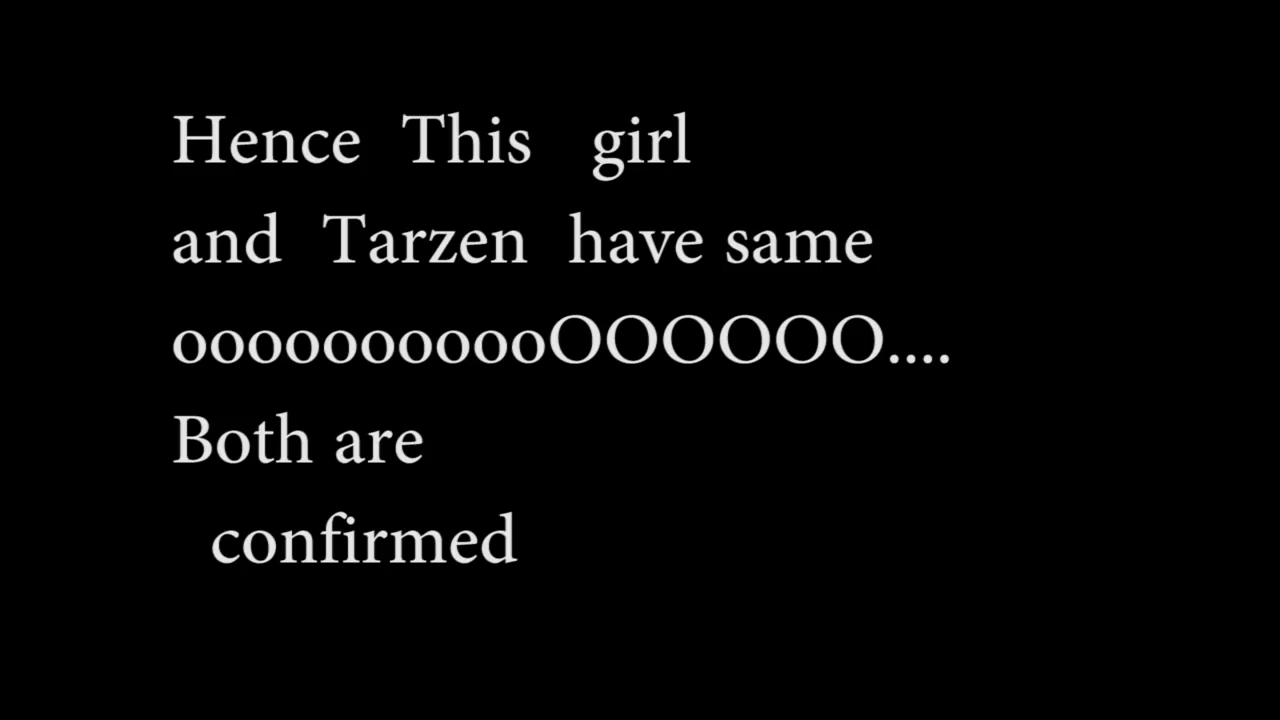 Hence This girl
and Tarzen have same
ooooooooooOOOOOO....
Both are
confirmed